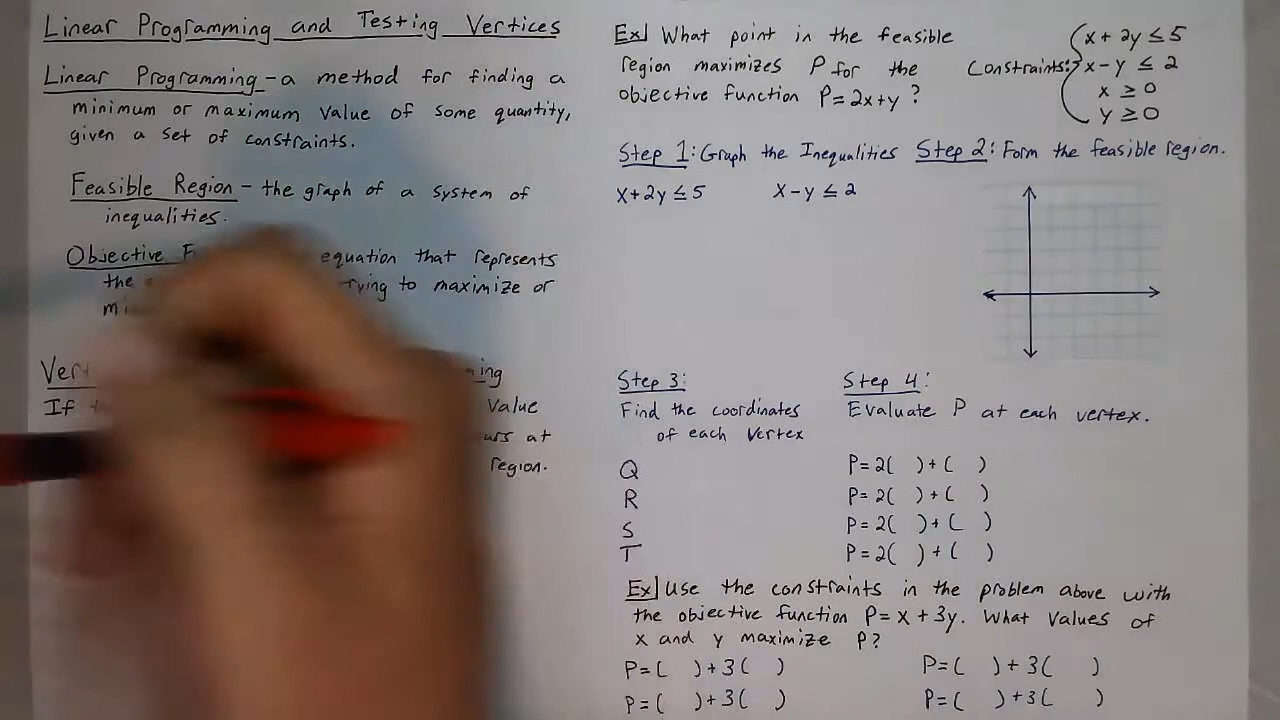 Linear Programming and Testing Vertices
Linear Programming - a method for finding a
minimum or maximum value of some quantity,
given a set of constraints.
Feasible Region - the graph of a system of
inequalities.
Objective equation that represents
the trying to maximize or
If value
at
region.
Ex What point in the feasible
region maximizes P for the
objective function P=2x+y?
Constraints:
x+2y≤5
x-y≤2
x≥0
y≥0
Step 1: Graph the Inequalities
x+2y≤5 x-y≤2
Step 2: Form the feasible region.
Step 3:
Find the coordinates
of each vertex
Q
R
S
T
Step 4:
Evaluate P at each vertex.
P=2( )+( )
P=2( )+( )
P=2( )+( )
P=2( )+( )
Ex Use the constraints in the problem above with
the objective function P=x+3y. What values of
x and y maximize P?
P=( )+3( ) P=( )+3( )
P=( )+3( ) P=( )+3( )